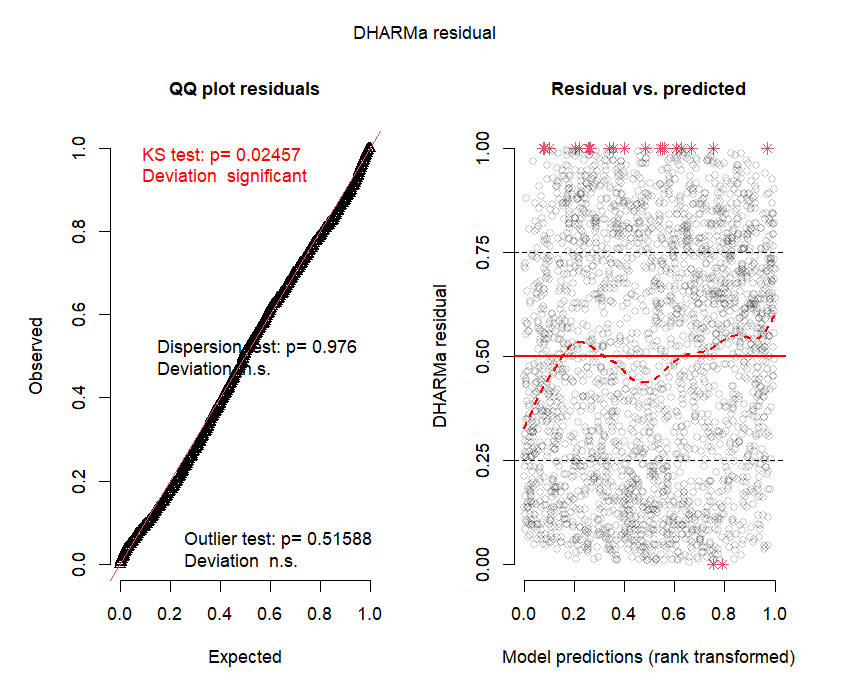 DHARMa residual
QQ plot residuals
KS test: p= 0.02457
Deviation  significant
Dispersion test: p= 0.976
Deviation n.s.
Outlier test: p= 0.51588
Deviation  n.s.
Observed
0.0 0.2 0.4 0.6 0.8 1.0
0.0 0.2 0.4 0.6 0.8 1.0
Expected
Residual vs. predicted
DHARMa residual
0.00 0.25 0.50 0.75 1.00
0.0 0.2 0.4 0.6 0.8 1.0
Model predictions (rank transformed)